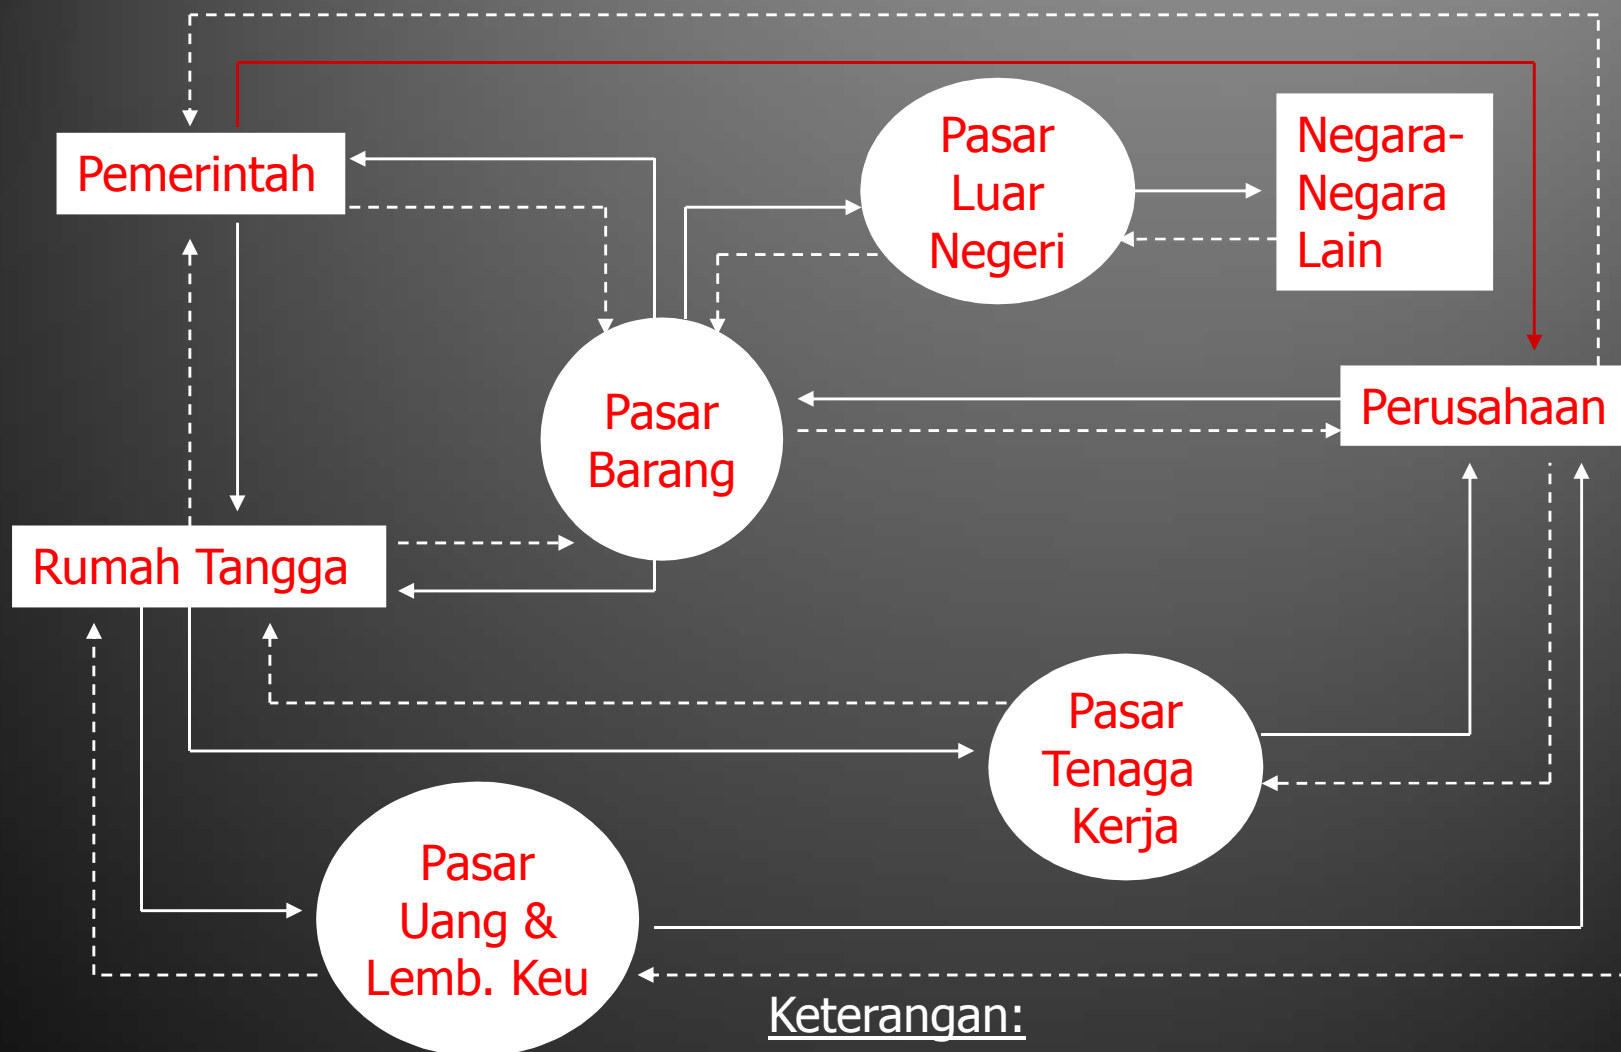 Pemerintah
Pasar
Luar
Negeri
Negara-
Negara
Lain
Pasar
Barang
Perusahaan
Rumah Tangga
Pasar
Tenaga
Kerja
Pasar
Uang &
Lemb. Keu
Keterangan: